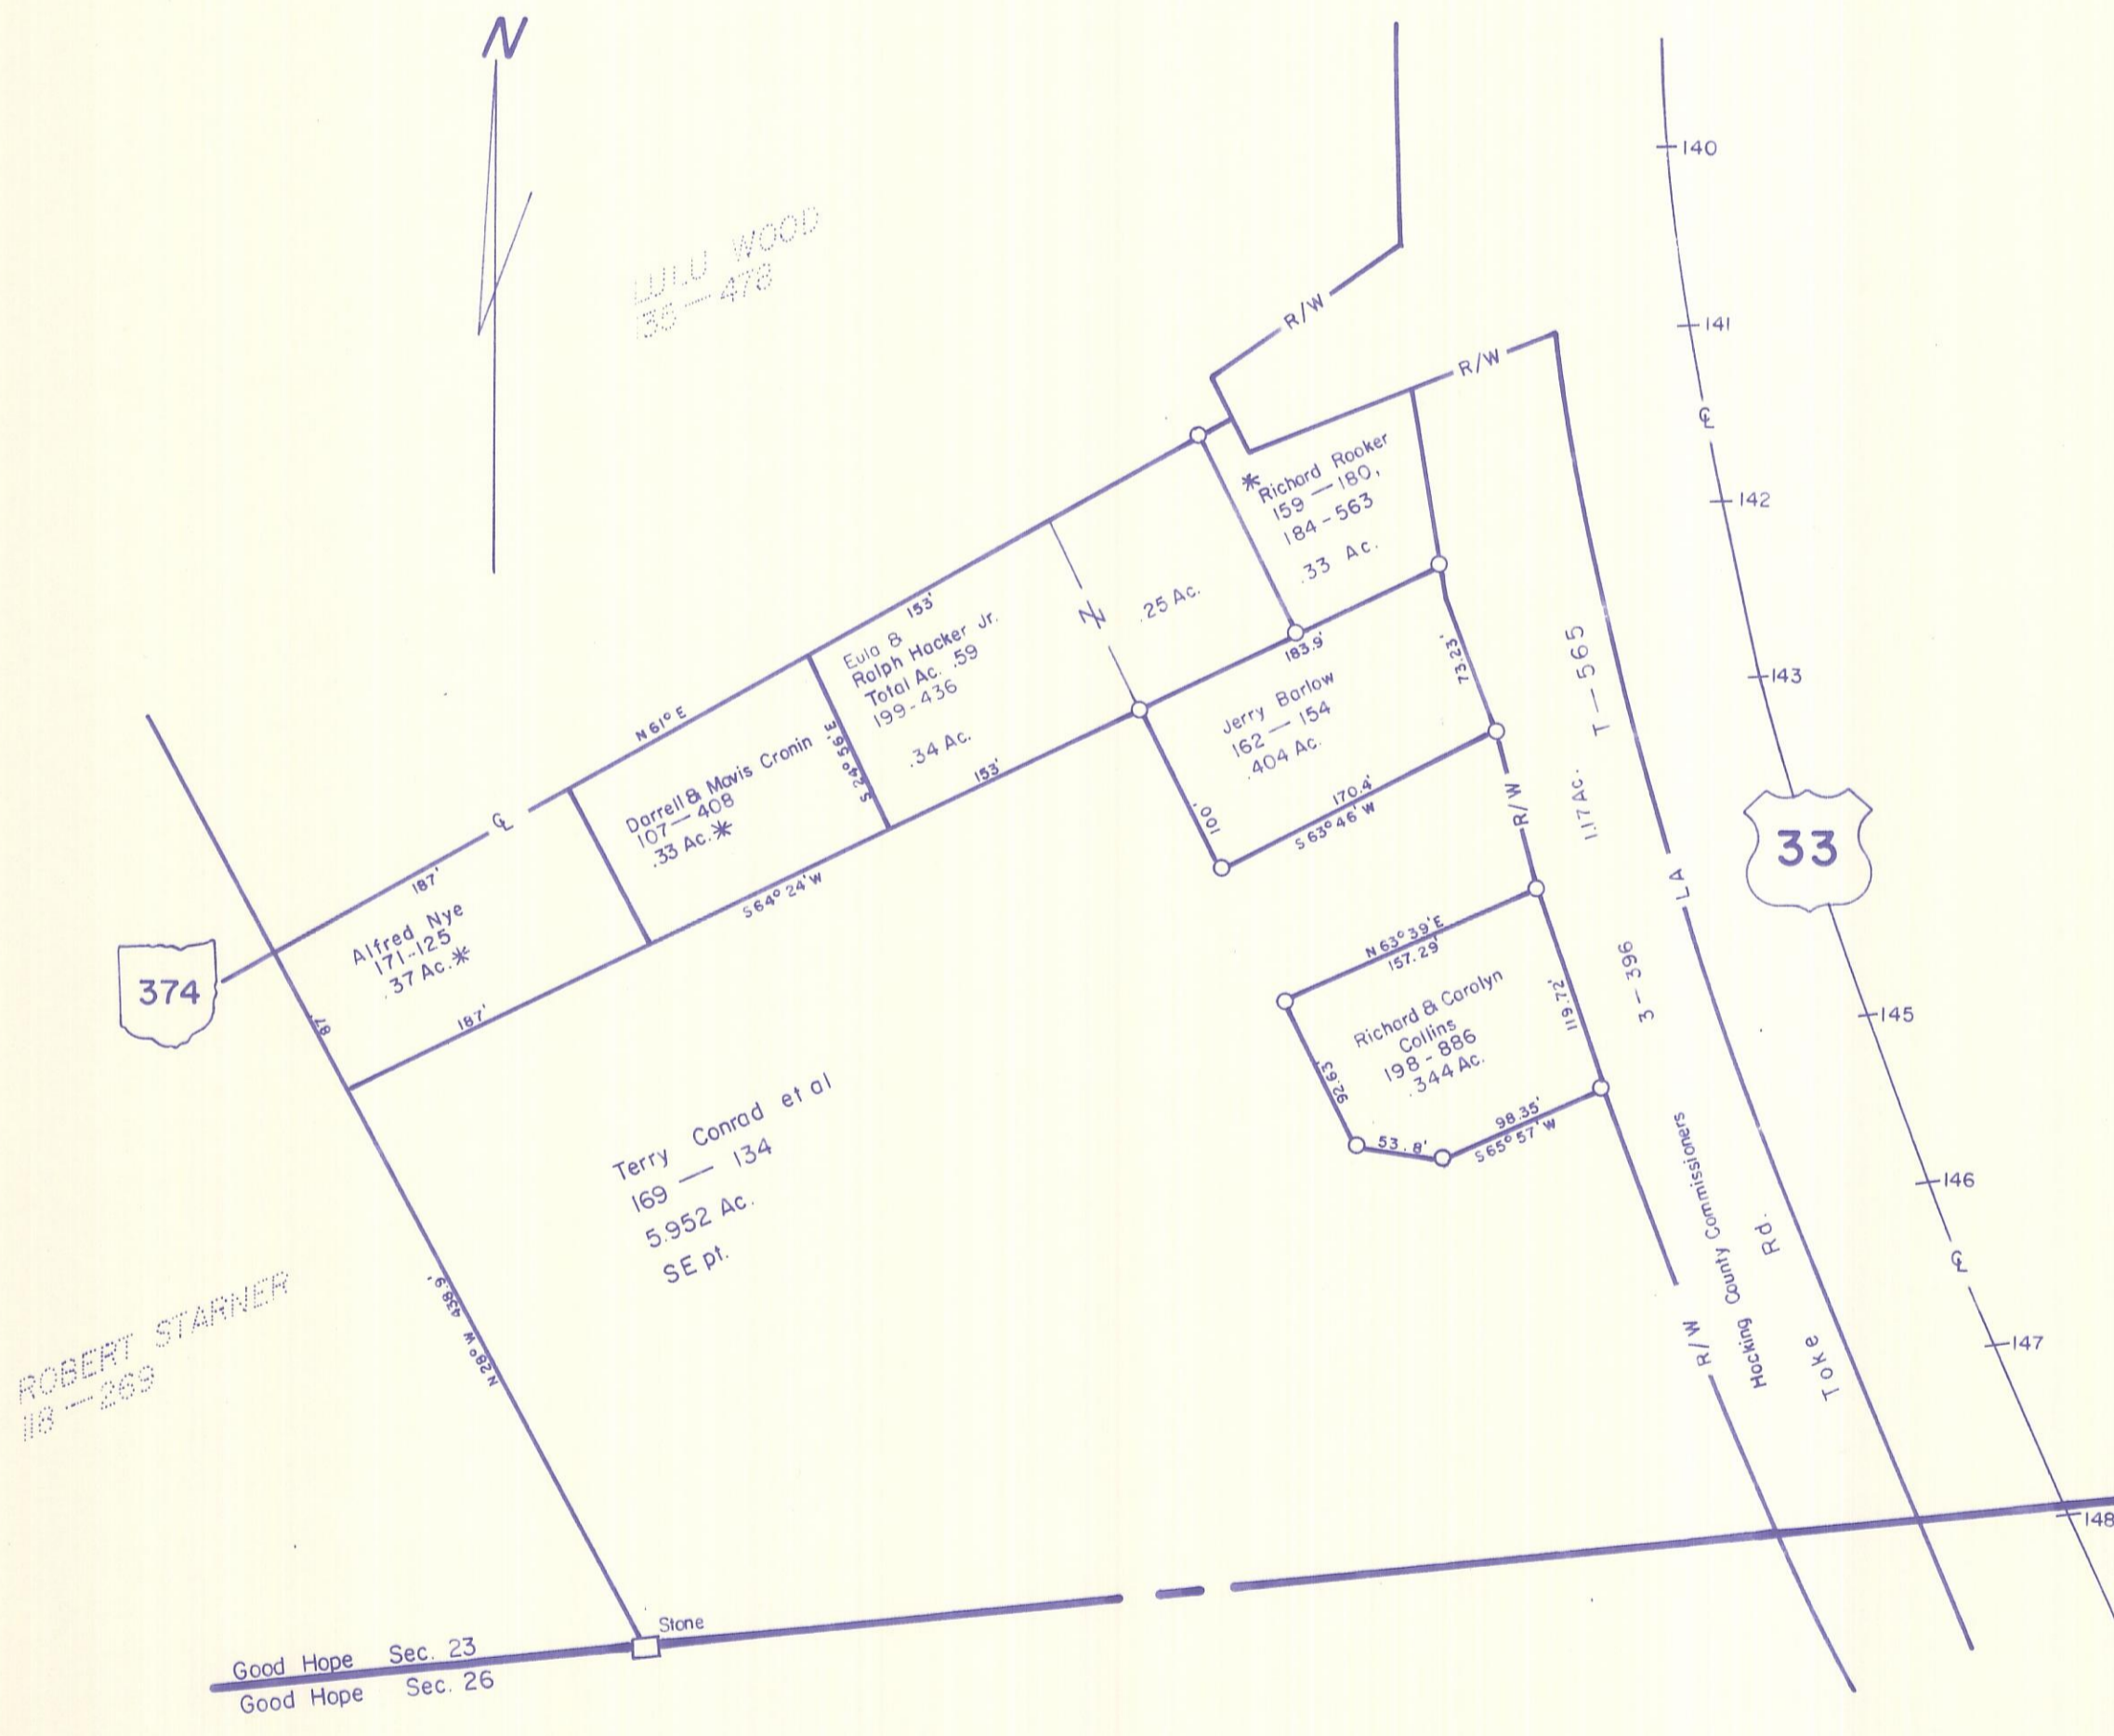 N
LULU WOOD
135—478
R/W
R/W
140
141
℄
142
143
145
146
℄
147
148
33
374
*
Richard Rooker
159—180,
184-563
.33 Ac.
.25 Ac.
Z
153'
Eula &
Ralph Hacker Jr.
Total Ac. .59
199-436
.34 Ac.
153'
183.9'
Jerry Barlow
162—154
.404 Ac.
73.23'
100'
170.4'
S 63° 46' W
N 61° E
S 24° 56' E
Darrell & Mavis Cronin
107—408
.33 Ac.*
S 64° 24' W
℄
187'
Alfred Nye
171-125
.37 Ac.*
187'
87'
R/W
T—565
1.17 Ac.
LA
3-396
N 63° 39' E
157.29'
Richard & Carolyn
Collins
198-886
.344 Ac.
119.72'
92.63'
53.8'
98.35'
S 65° 57' W
Terry Conrad et al
169 — 134
5.952 Ac.
SE pt.
N 28° W 438.9'
ROBERT STARNER
118—269
R/W
Hocking County Commissioners
Toke Rd.
Stone
Good Hope Sec. 23
Good Hope Sec. 26